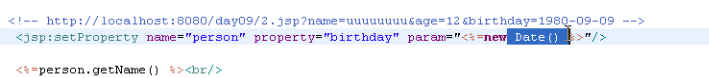 <!-- http://localhost:8080/day09/2.jsp?name=uuuuuuuu&age=12&birthday=1980-09-09 -->
<jsp:setProperty name="person" property="birthday" param="<%=new Date() %>"/>
<%=person.getName() %><br/>